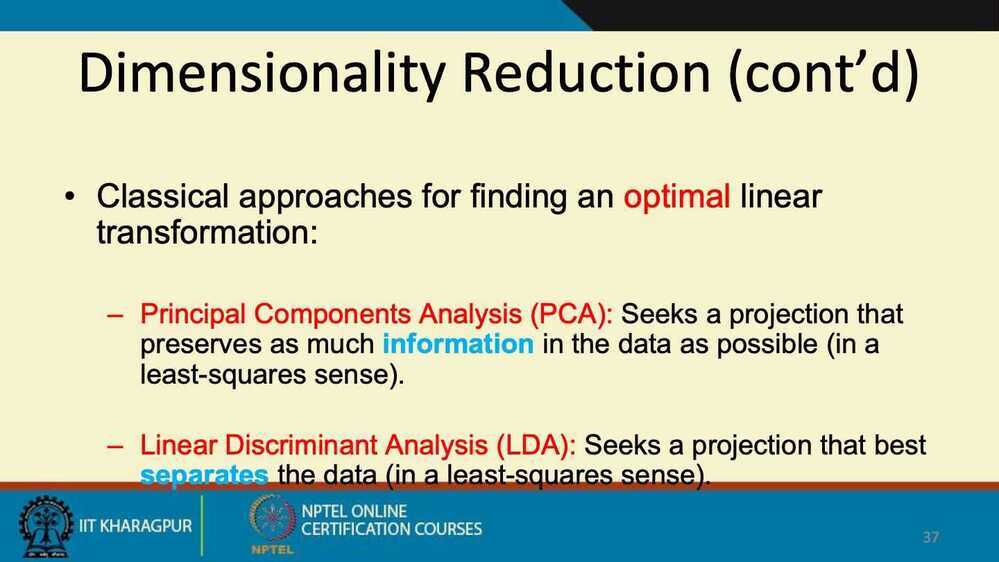 Dimensionality Reduction (cont’d)
• Classical approaches for finding an optimal linear
transformation:
– Principal Components Analysis (PCA): Seeks a projection that
preserves as much information in the data as possible (in a
least-squares sense).
– Linear Discriminant Analysis (LDA): Seeks a projection that best
separates the data (in a least-squares sense).
IIT KHARAGPUR
NPTEL
NPTEL ONLINE
CERTIFICATION COURSES
37